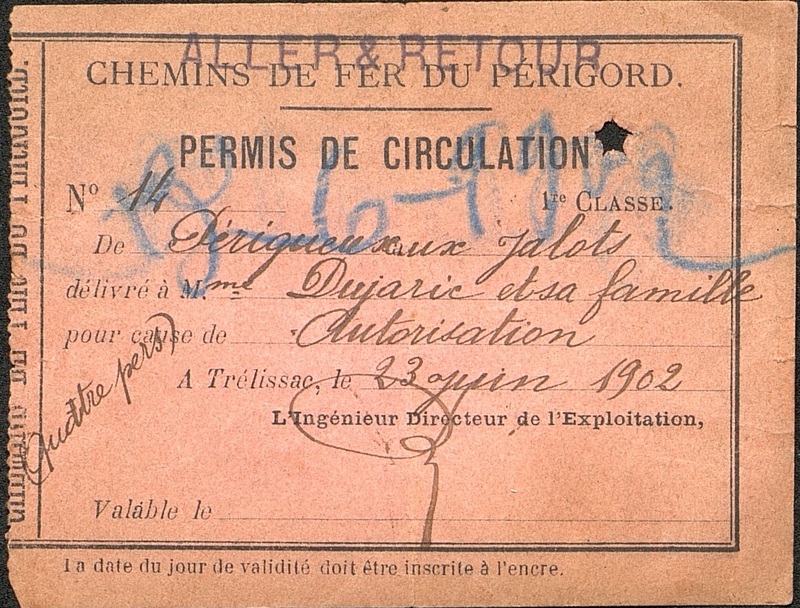 ALLER & RETOUR
CHEMINS DE FER DU PÉRIGORD.
PERMIS DE CIRCULATION
N° 14 1re CLASSE.
De Périgueux aux Jalots
délivré à M.me Dujaric et sa famille
pour cause de Autorisation
(Quatre pers)
A Trélissac, le 23 juin 1902
L'Ingénieur Directeur de l'Exploitation,
Valable le
La date du jour de validité doit être inscrite à l'encre.